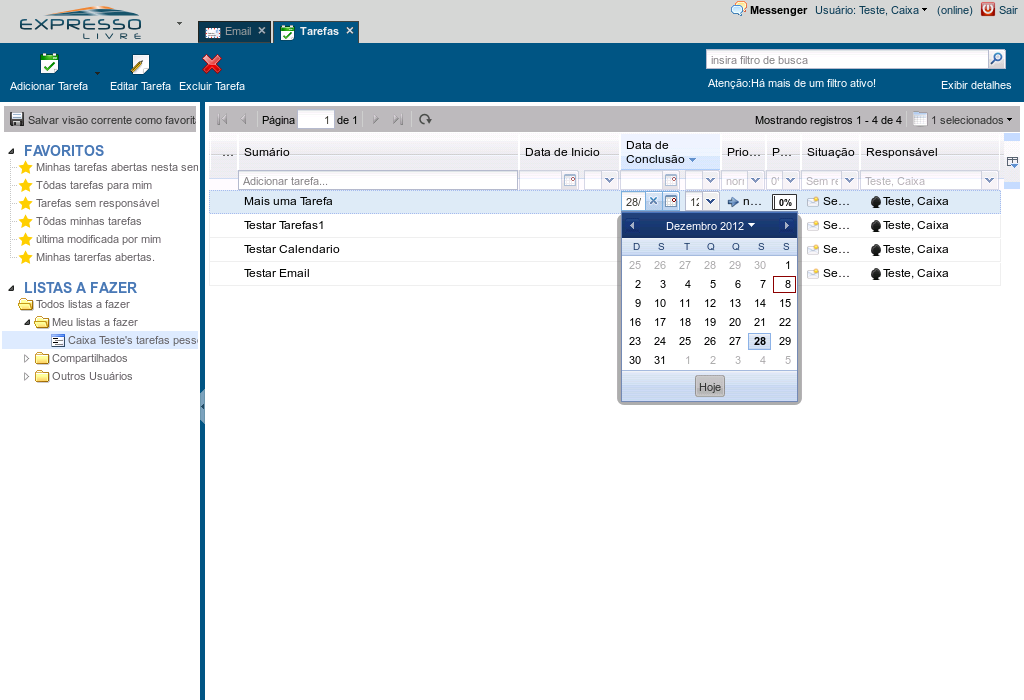 EXPRESSO
LIVRE
Email
Tarefas
Messenger
Usuário: Teste, Caixa
(online)
Sair
Adicionar Tarefa
Editar Tarefa
Excluir Tarefa
insira filtro de busca
Atenção:Há mais de um filtro ativo!
Exibir detalhes
Salvar visão corrente como favorit
Página 1 de 1
Mostrando registros 1 - 4 de 4
1 selecionados
FAVORITOS
Minhas tarefas abertas nesta sen
Tôdas tarefas para mim
Tarefas sem responsável
Tôdas minhas tarefas
última modificada por mim
Minhas tarerfas abertas.
LISTAS A FAZER
Todos listas a fazer
Meu listas a fazer
Caixa Teste's tarefas pess
Compartilhados
Outros Usuários
... Sumário Data de Inicio Data de Conclusão Prio... P... Situação Responsável
Adicionar tarefa... non 0' Sem re Teste, Caixa
Mais uma Tarefa 28/ 12 n... 0% Se... Teste, Caixa
Testar Tarefas1 Se... Teste, Caixa
Testar Calendario Se... Teste, Caixa
Testar Email Se... Teste, Caixa
Dezembro 2012
D S T Q Q S S
25 26 27 28 29 30 1
2 3 4 5 6 7 8
9 10 11 12 13 14 15
16 17 18 19 20 21 22
23 24 25 26 27 28 29
30 31 1 2 3 4 5
Hoje